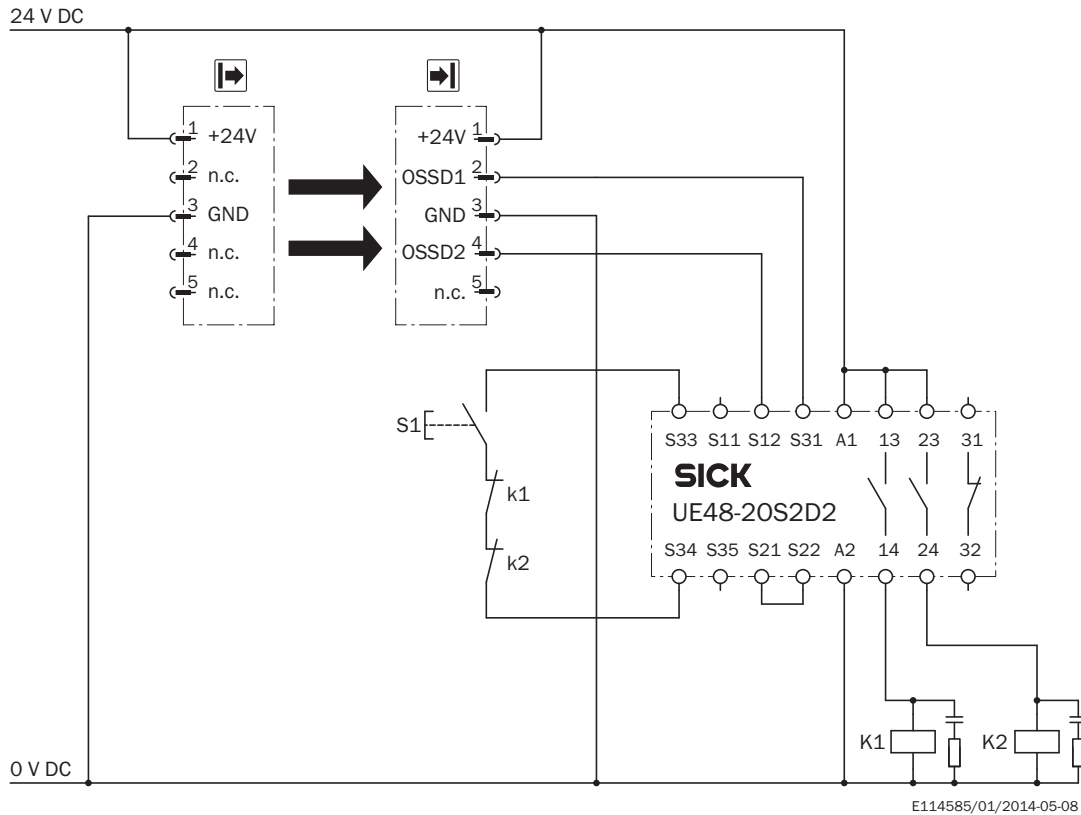 24 V DC
1 +24V
2 n.c.
3 GND
4 n.c.
5 n.c.
+24V 1
OSSD1 2
GND 3
OSSD2 4
n.c. 5
S1
k1
k2
S33 S11 S12 S31 A1 13 23 31
SICK
UE48-2OS2D2
S34 S35 S21 S22 A2 14 24 32
K1
K2
0 V DC
E114585/01/2014-05-08